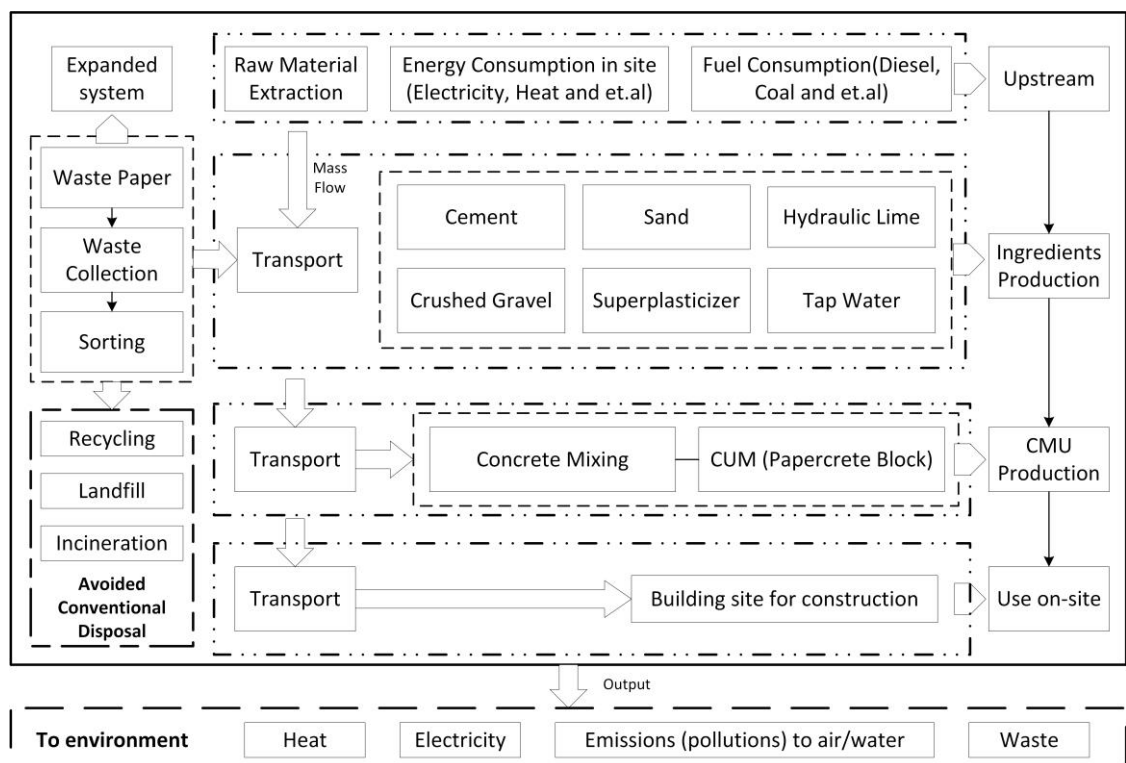 Expanded
system
Raw Material
Extraction
Energy Consumption in site
(Electricity, Heat and et.al)
Fuel Consumption(Diesel,
Coal and et.al)
Upstream
Waste Paper
Waste
Collection
Sorting
Mass
Flow
Transport
Cement
Sand
Hydraulic Lime
Crushed Gravel
Superplasticizer
Tap Water
Ingredients
Production
Recycling
Landfill
Incineration
Avoided
Conventional
Disposal
Transport
Concrete Mixing
CUM (Papercrete Block)
CMU
Production
Transport
Building site for construction
Use on-site
Output
To environment
Heat
Electricity
Emissions (pollutions) to air/water
Waste